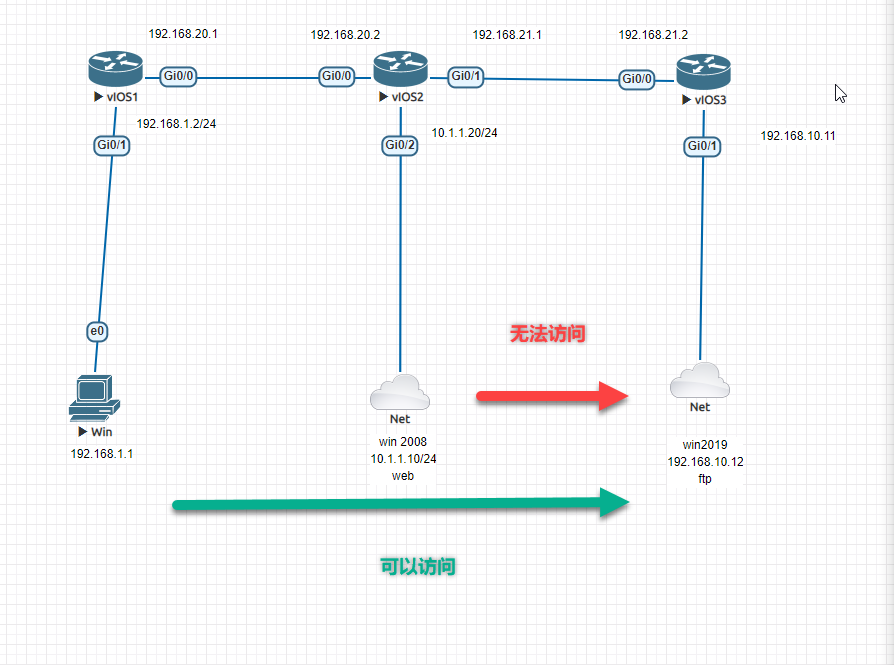 192.168.20.1
192.168.20.2
192.168.21.1
192.168.21.2
Gi0/0
Gi0/0
Gi0/1
Gi0/0
vIOS1
vIOS2
vIOS3
192.168.1.2/24
10.1.1.20/24
192.168.10.11
Gi0/1
Gi0/2
Gi0/1
e0
无法访问
Win
192.168.1.1
Net
win 2008
10.1.1.10/24
web
Net
win2019
192.168.10.12
ftp
可以访问